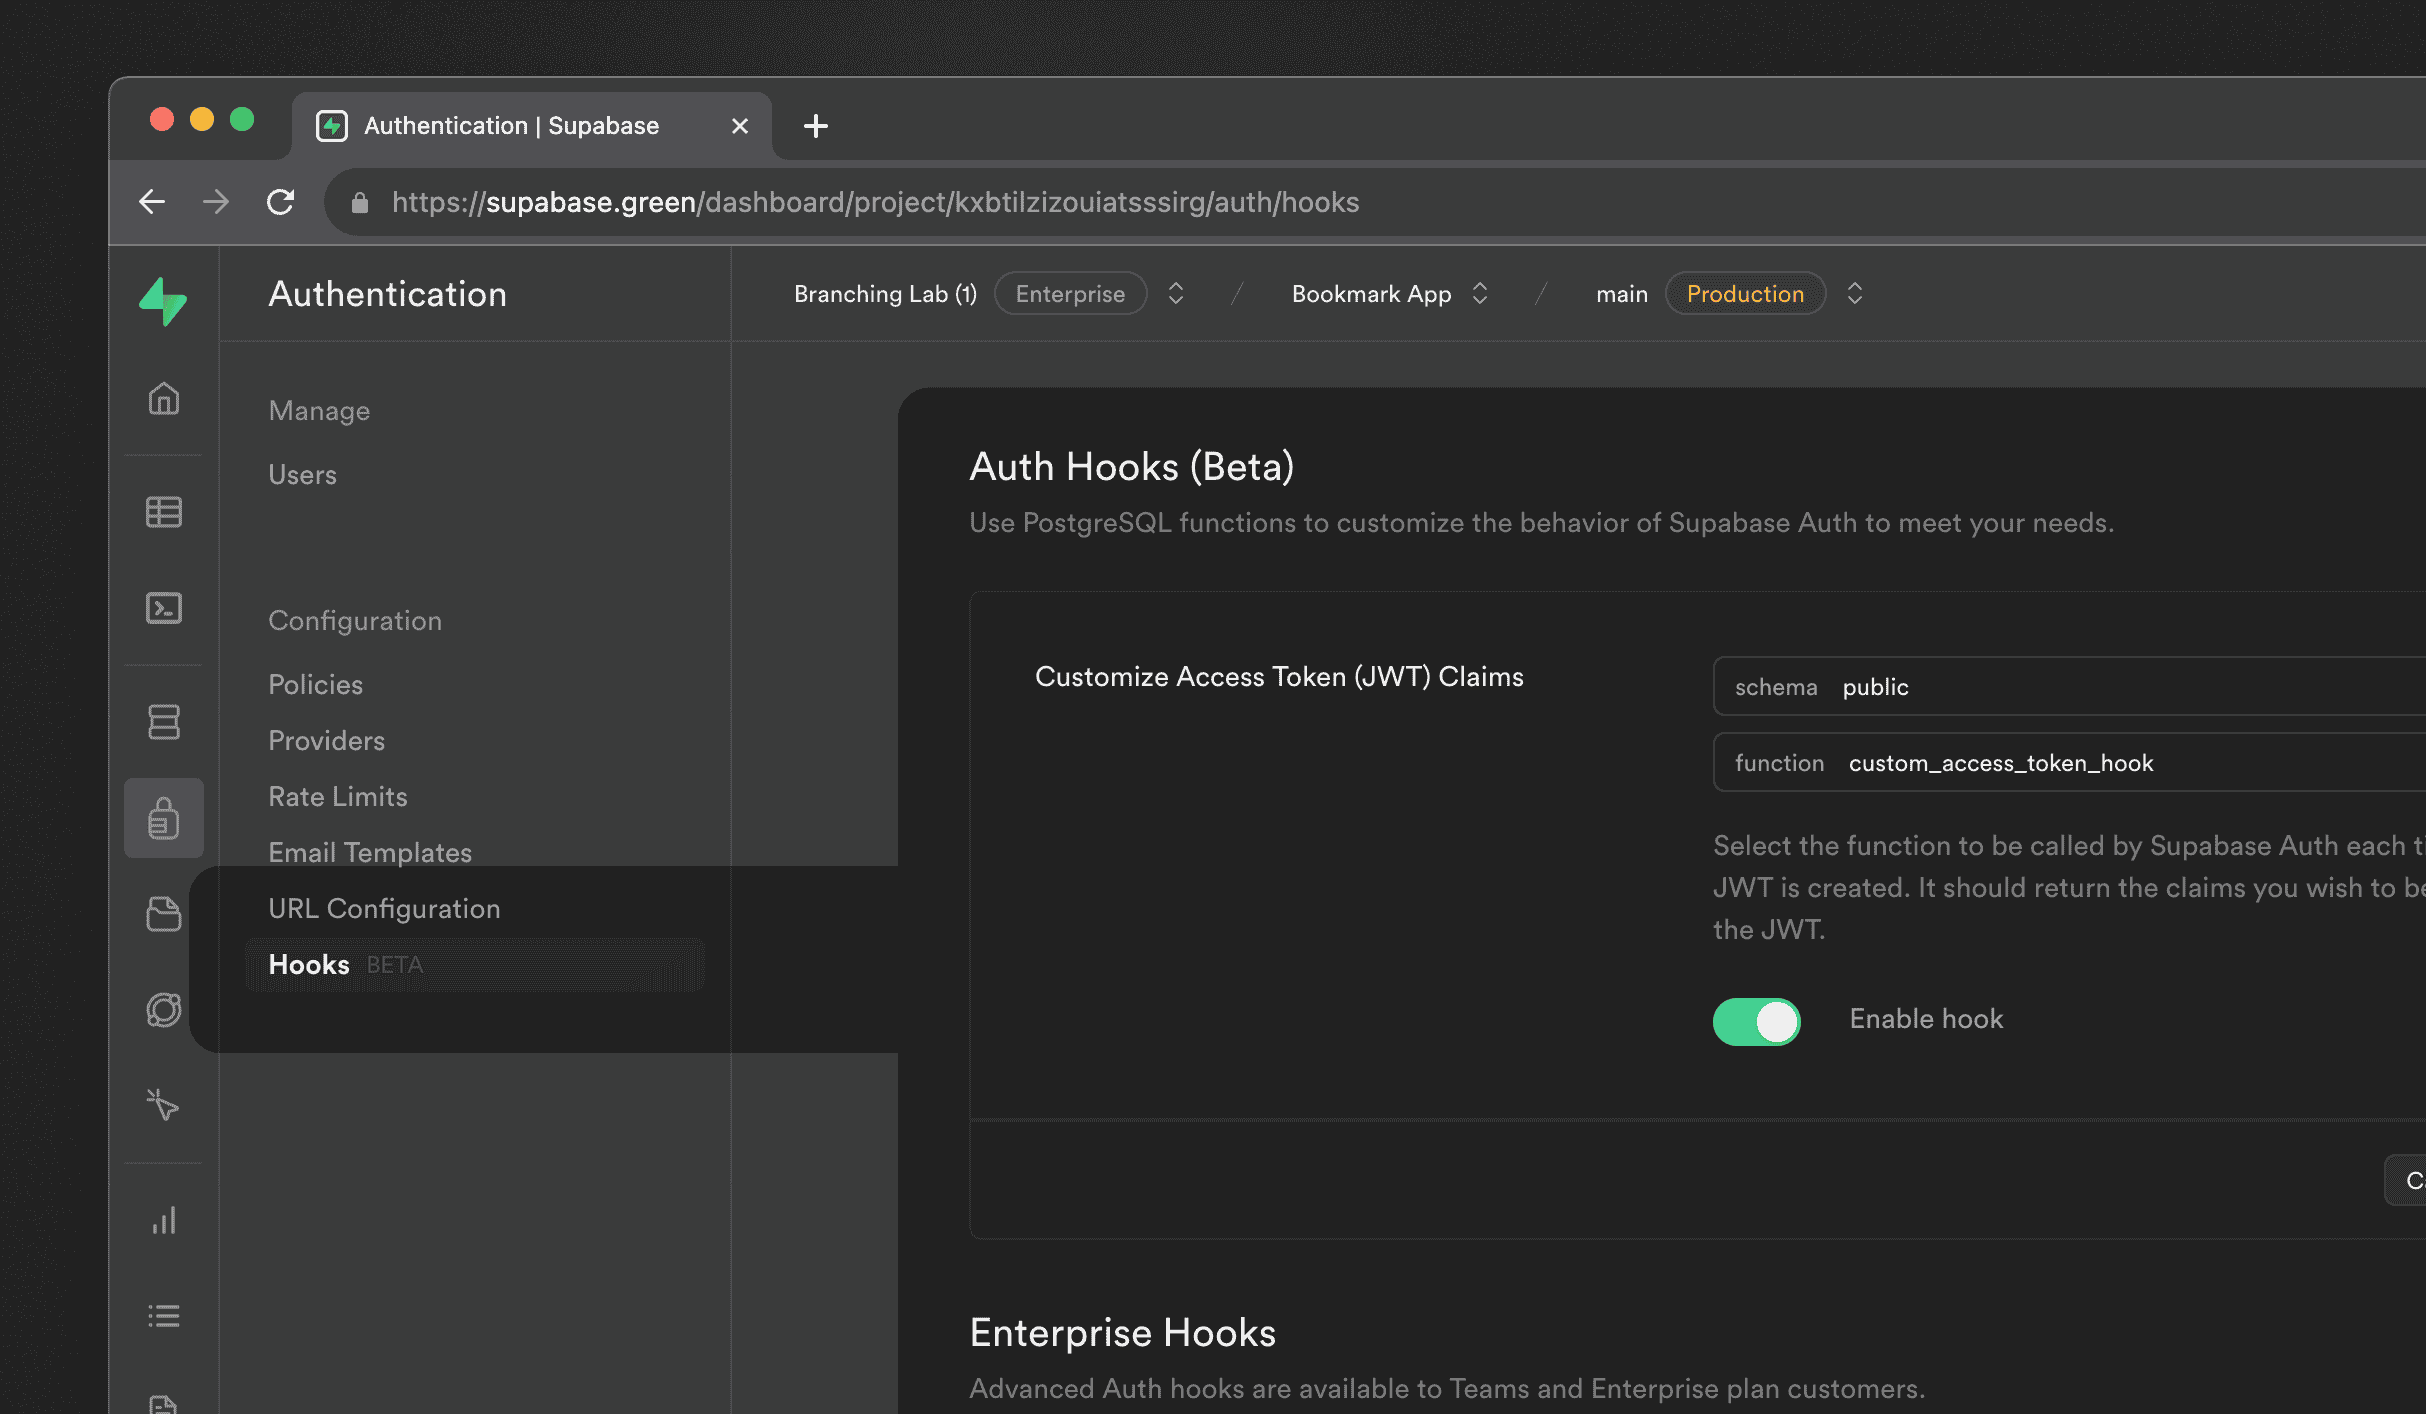 Authentication | Supabase
https://supabase.green/dashboard/project/kxbtilzizouiatsssirg/auth/hooks
Authentication
Branching Lab (1) Enterprise / Bookmark App / main Production
Manage
Users
Configuration
Policies
Providers
Rate Limits
Email Templates
URL Configuration
Hooks BETA
Auth Hooks (Beta)
Use PostgreSQL functions to customize the behavior of Supabase Auth to meet your needs.
Customize Access Token (JWT) Claims
schema public
function custom_access_token_hook
Select the function to be called by Supabase Auth each
JWT is created. It should return the claims you wish to
the JWT.
Enable hook
Enterprise Hooks
Advanced Auth hooks are available to Teams and Enterprise plan customers.